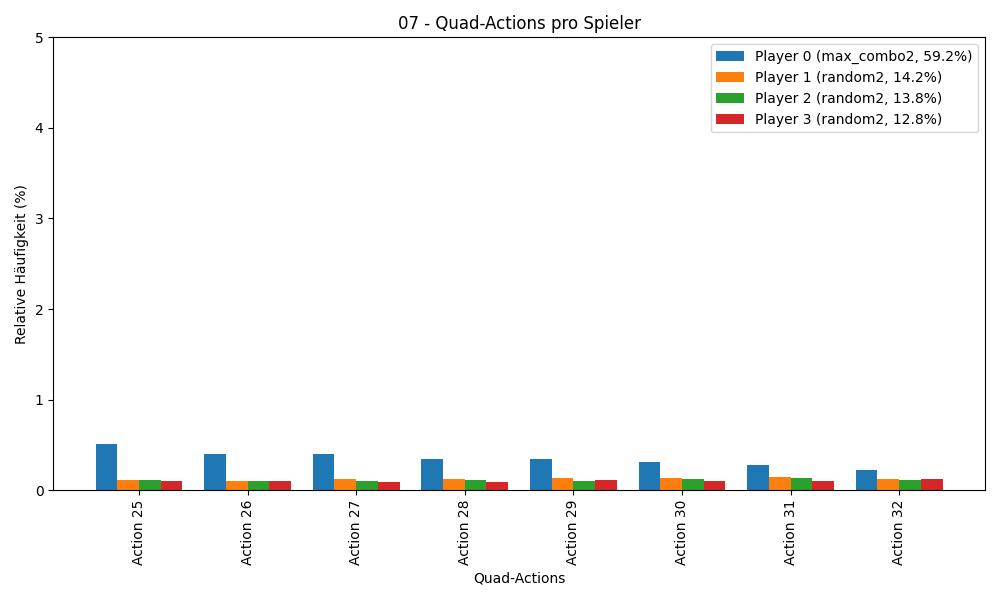 07 - Quad-Actions pro Spieler
Relative Häufigkeit (%)
5
4
3
2
1
0
Player 0 (max_combo2, 59.2%)
Player 1 (random2, 14.2%)
Player 2 (random2, 13.8%)
Player 3 (random2, 12.8%)
Action 25
Action 26
Action 27
Action 28
Action 29
Action 30
Action 31
Action 32
Quad-Actions